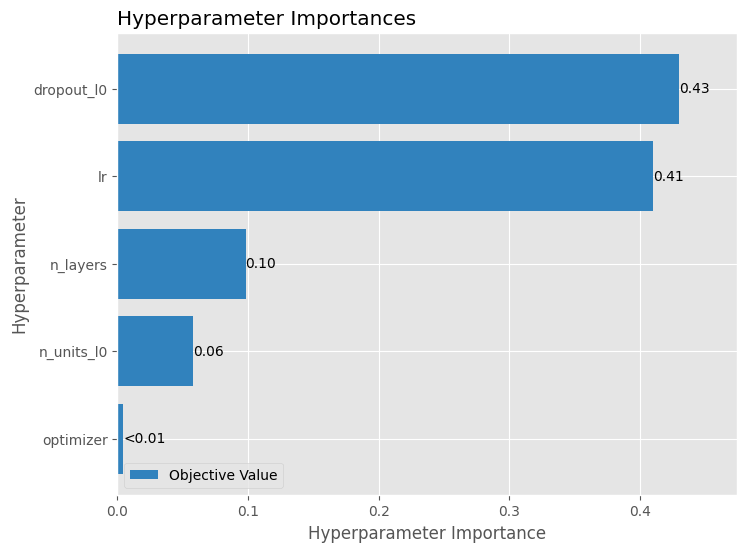 Hyperparameter Importances
Hyperparameter
dropout_l0
0.43
lr
0.41
n_layers
0.10
n_units_l0
0.06
optimizer
<0.01
Objective Value
0.0 0.1 0.2 0.3 0.4
Hyperparameter Importance